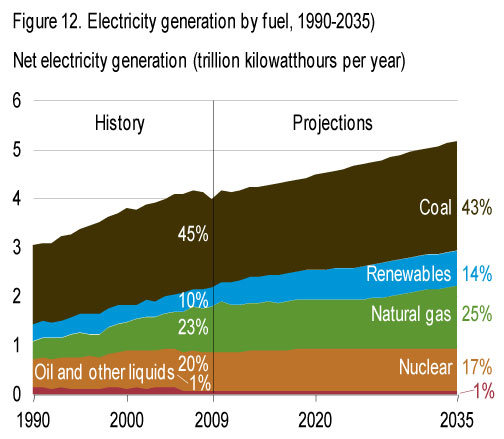 Figure 12. Electricity generation by fuel, 1990-2035)
Net electricity generation (trillion kilowatthours per year)
6
History
Projections
5
4
45%
Coal
43%
3
10%
Renewables
14%
2
23%
Natural gas
25%
1
20%
Oil and other liquids
1%
Nuclear
17%
1%
0
1990
2000
2009
2020
2035